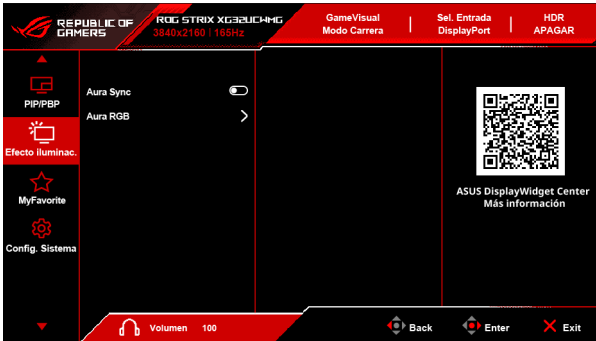 REPUBLIC OF
GAMERS
ROG STRIX XG32UCWMG
3840x2160 | 165Hz
GameVisual
Modo Carrera
Sel. Entrada
DisplayPort
HDR
APAGAR
PIP/PBP
Efecto iluminac.
MyFavorite
Config. Sistema
Aura Sync
Aura RGB
ASUS DisplayWidget Center
Más información
Volumen 100
Back
Enter
Exit